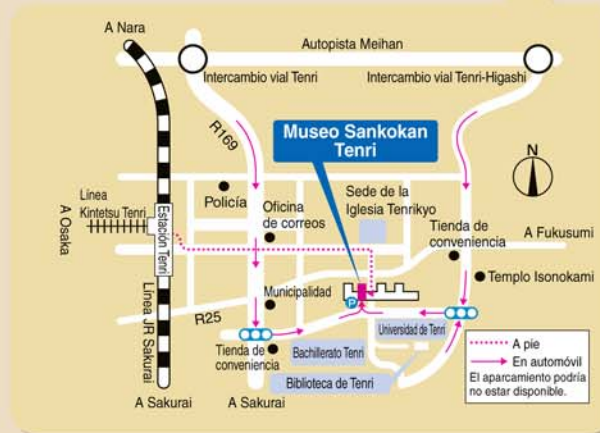 A Nara
Autopista Meihan
Intercambio vial Tenri
Intercambio vial Tenri-Higashi
R169
Museo Sankokan
Tenri
N
Línea
Kintetsu Tenri
A Osaka
Estación Tenri
Policía
Oficina
de correos
Sede de la
Iglesia Tenrikyo
Tienda de
conveniencia
A Fukusumi
Templo Isonokami
Línea JR Sakurai
R25
Municipalidad
P
Universidad de Tenri
Tienda de
conveniencia
Bachillerato Tenri
Biblioteca de Tenri
A Sakurai
A Sakurai
A pie
En automóvil
El aparcamiento podría
no estar disponible.